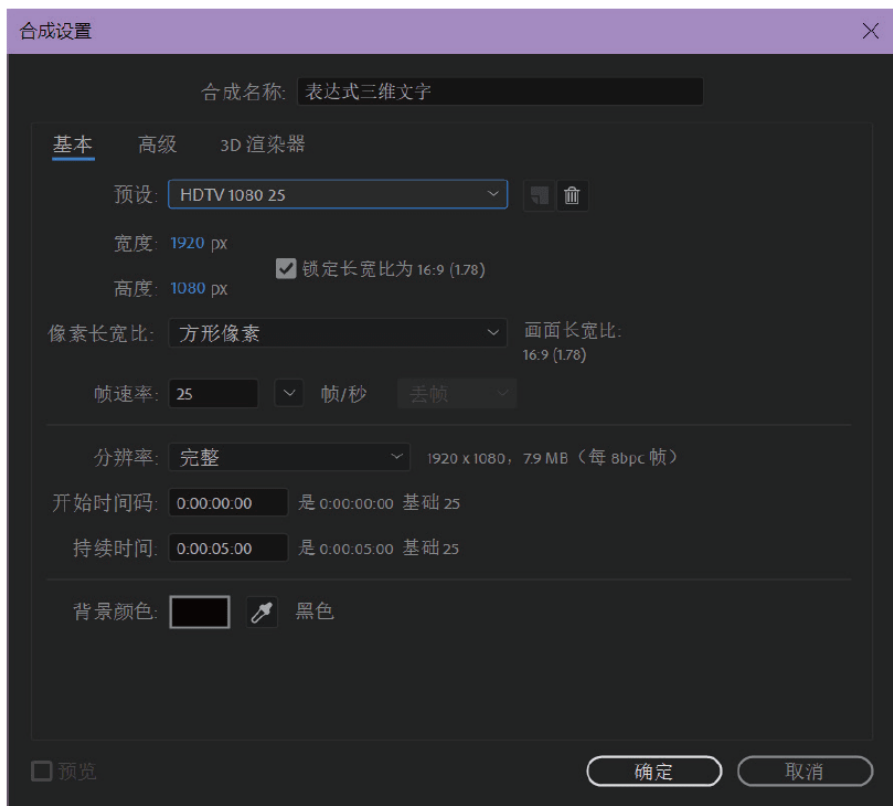 合成设置
合成名称: 表达式三维文字
基本 高级 3D 渲染器
预设: HDTV 1080 25
宽度: 1920 px
锁定长宽比为 16:9 (1.78)
高度: 1080 px
像素长宽比: 方形像素 画面长宽比:
16:9 (1.78)
帧速率: 25 帧/秒 丢帧
分辨率: 完整 1920 x 1080，7.9 MB（每 8bpc 帧）
开始时间码: 0:00:00:00 是 0:00:00:00 基础 25
持续时间: 0:00:05:00 是 0:00:05:00 基础 25
背景颜色: 黑色
预览 确定 取消